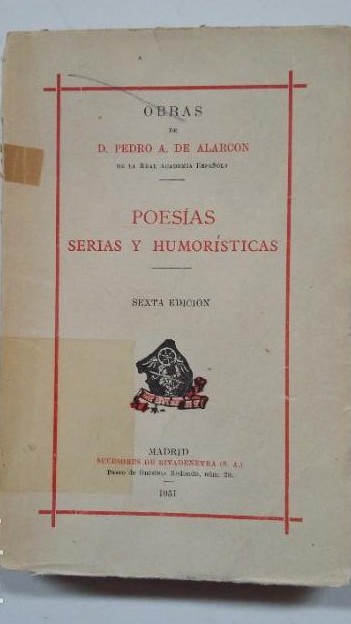 OBRAS
DE
D. PEDRO A. DE ALARCON
DE LA REAL ACADEMIA ESPAÑOLA
POESÍAS
SERIAS Y HUMORÍSTICAS
SEXTA EDICIÓN
MADRID
SUCESORES DE RIVADENEYRA (S. A.)
Paseo de Onésimo Redondo, núm. 26.
1951